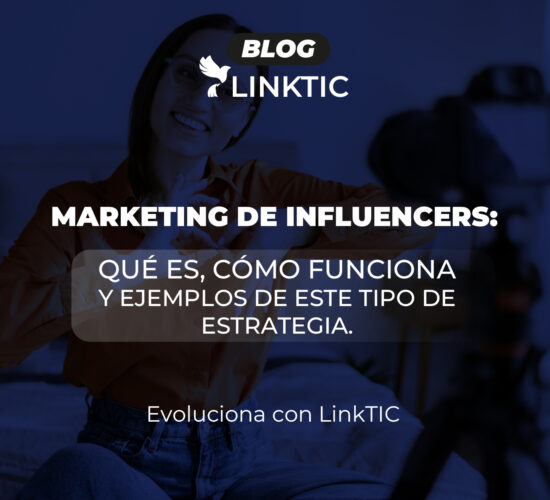 BLOG
LINKTIC
MARKETING DE INFLUENCERS:
QUÉ ES, CÓMO FUNCIONA
Y EJEMPLOS DE ESTE TIPO DE
ESTRATEGIA.
Evoluciona con LinkTIC